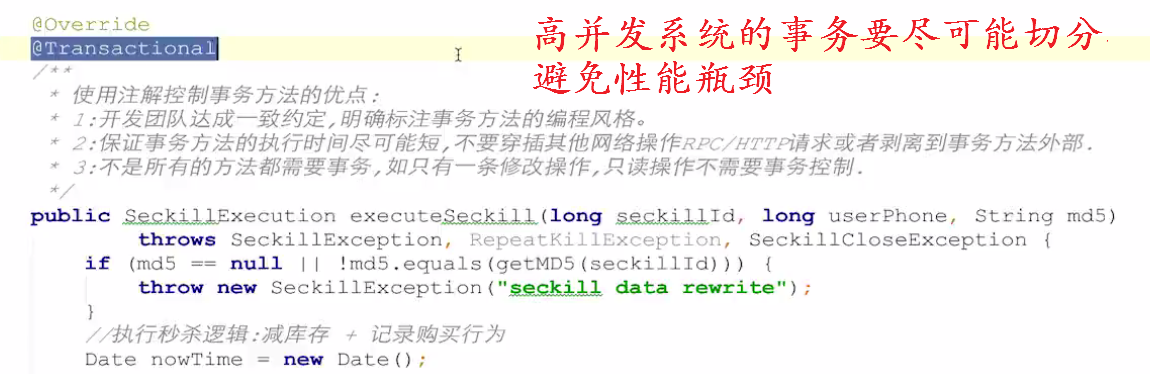 @Override
高并发系统的事务要尽可能切分
@Transactional
避免性能瓶颈
/**
* 使用注解控制事务方法的优点:
* 1:开发团队达成一致约定,明确标注事务方法的编程风格。
* 2:保证事务方法的执行时间尽可能短,不要穿插其他网络操作RPC/HTTP请求或者剥离到事务方法外部.
* 3:不是所有的方法都需要事务,如只有一条修改操作,只读操作不需要事务控制.
*/
public SeckillExecution executeSeckill(long seckillId, long userPhone, String md5)
throws SeckillException, RepeatKillException, SeckillCloseException {
if (md5 == null || !md5.equals(getMD5(seckillId))) {
throw new SeckillException("seckill data rewrite");
}
//执行秒杀逻辑:减库存 + 记录购买行为
Date nowTime = new Date();